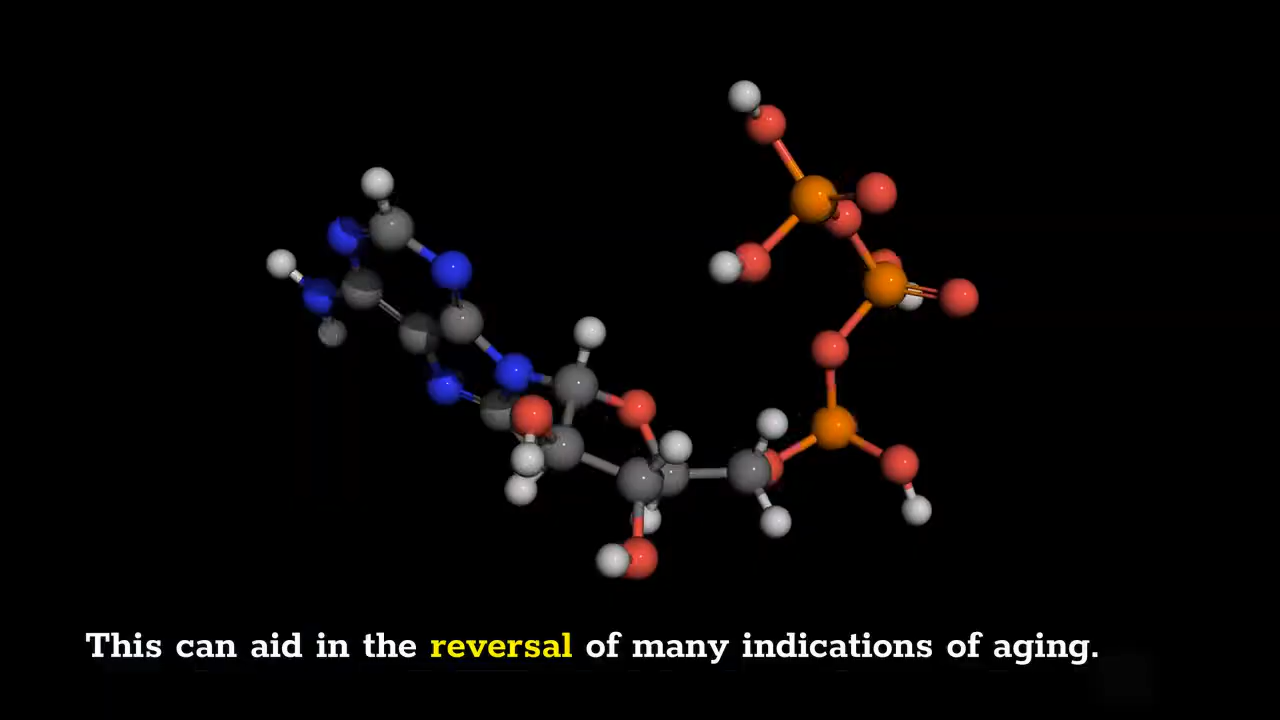 This can aid in the reversal of many indications of aging.